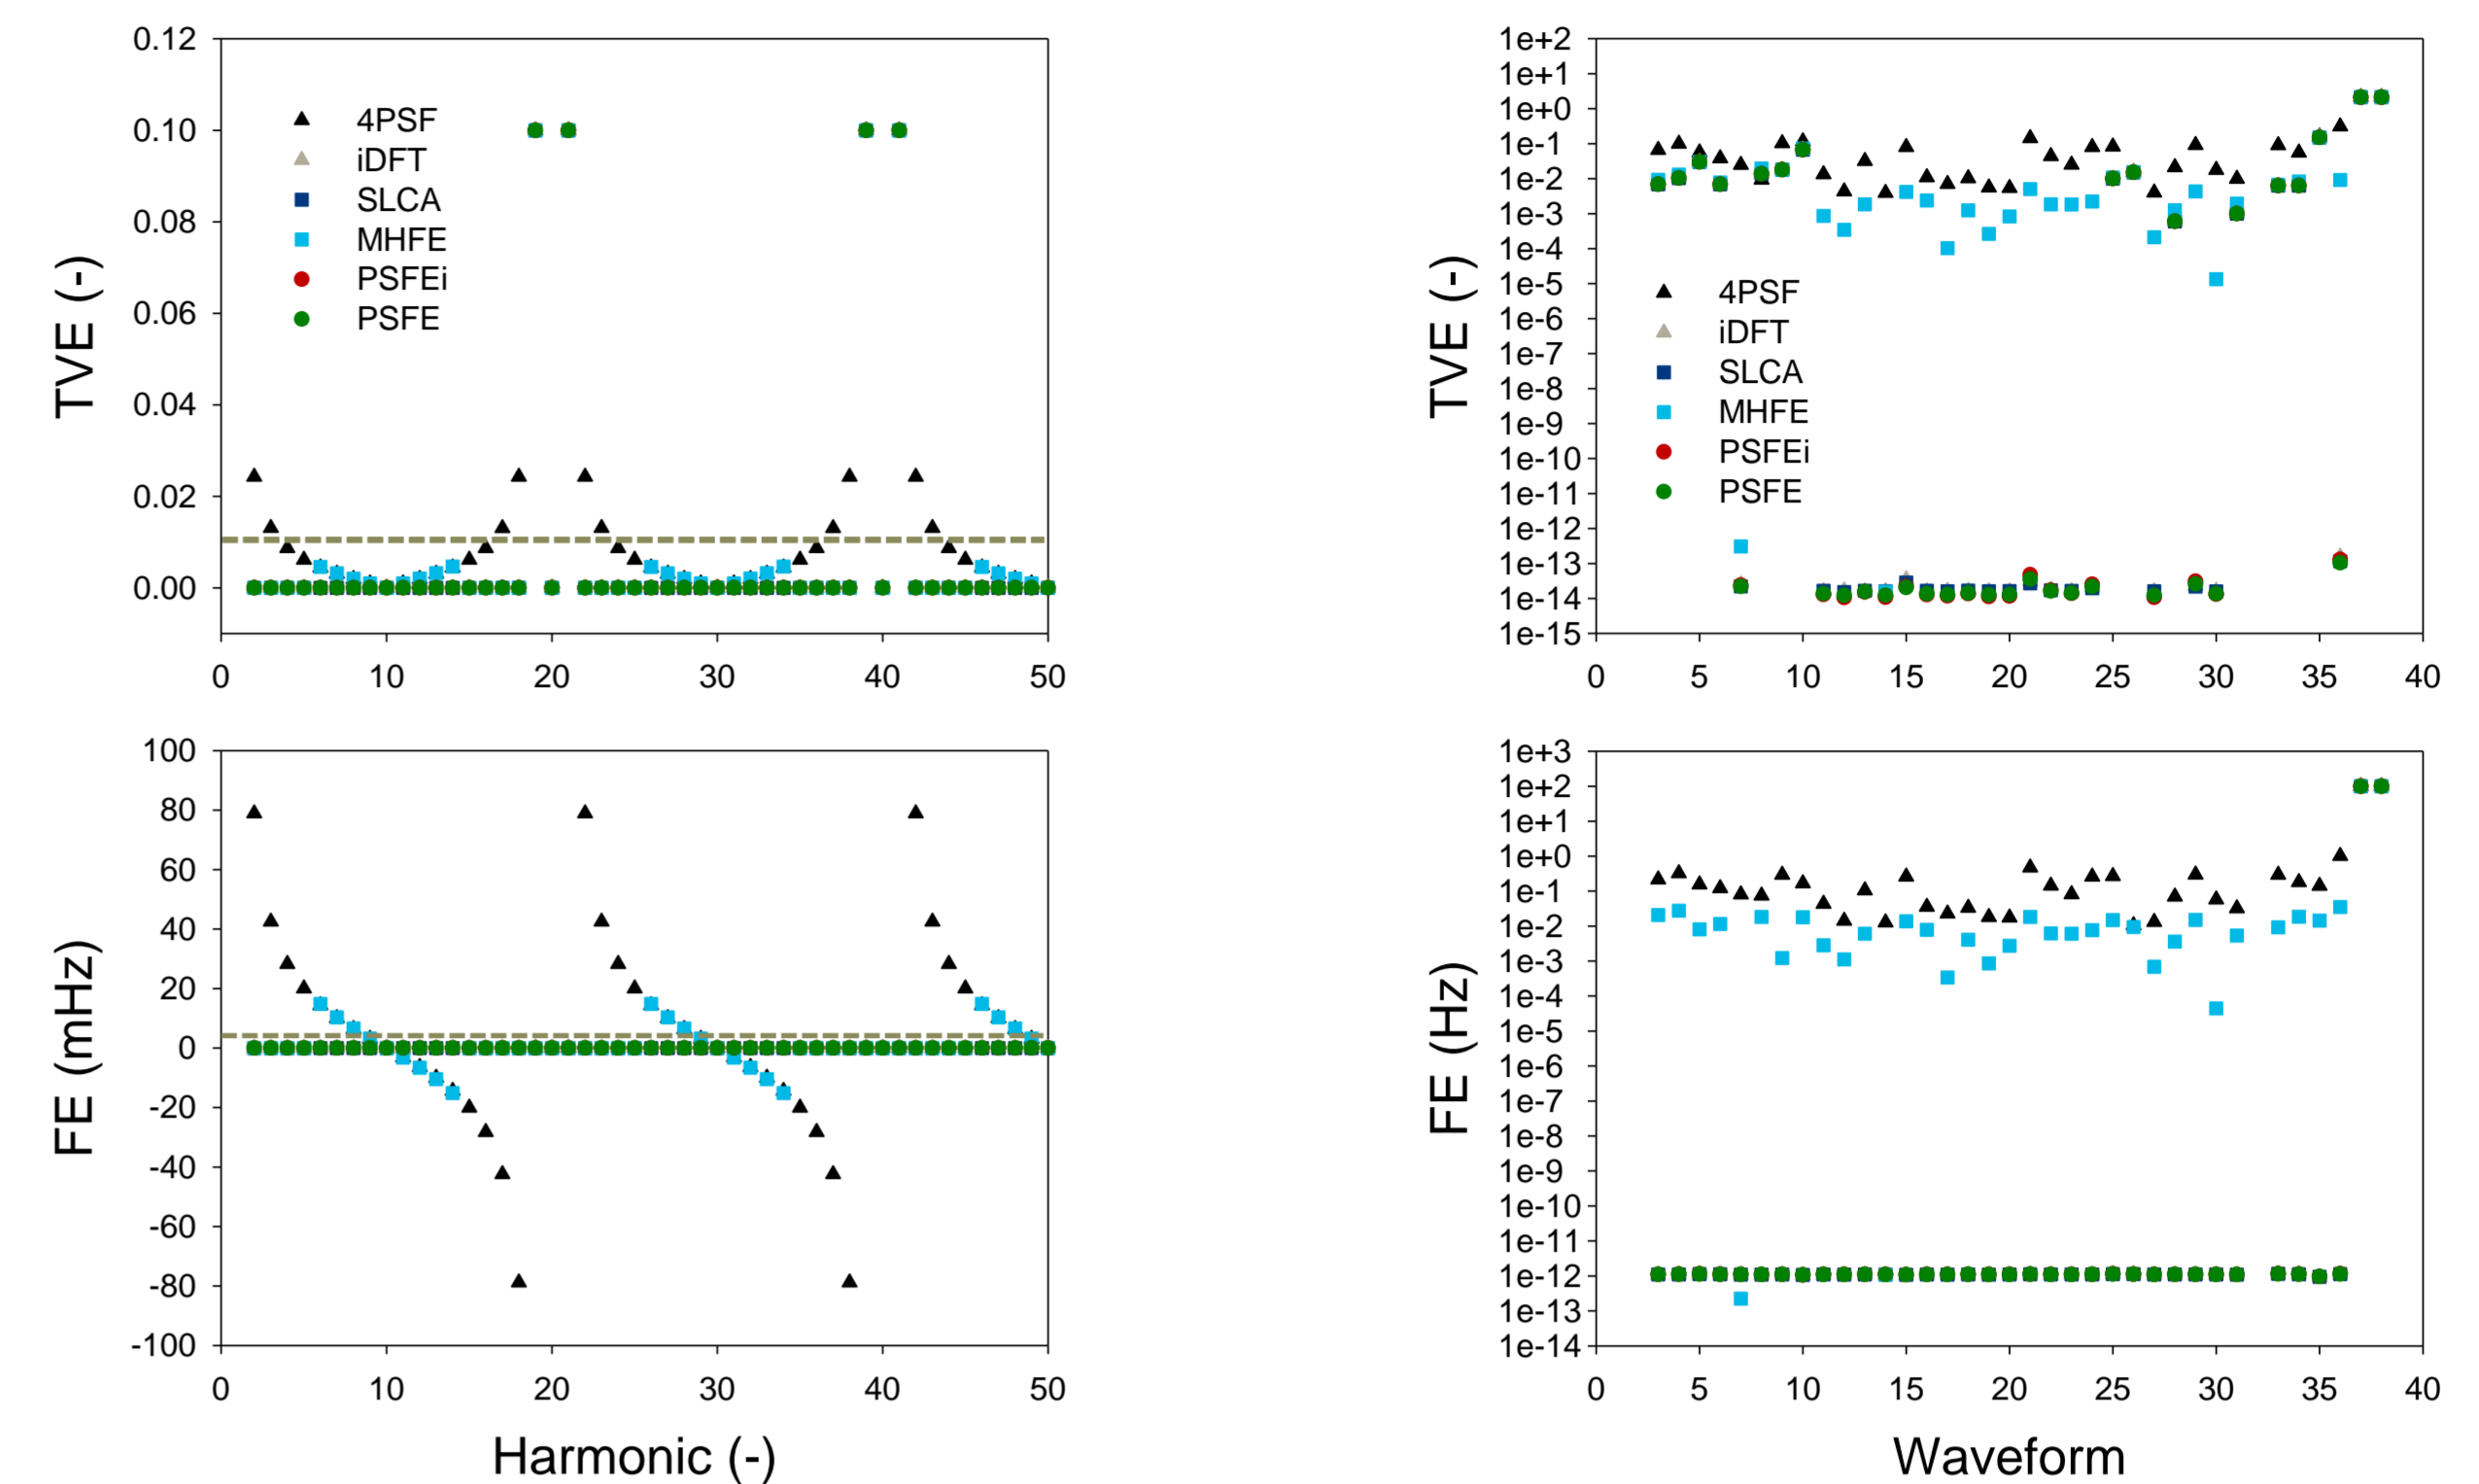 TVE (-)
0.12
0.10
0.08
0.06
0.04
0.02
0.00
4PSF
iDFT
SLCA
MHFE
PSFEi
PSFE
0 10 20 30 40 50
TVE (-)
1e+2
1e+1
1e+0
1e-1
1e-2
1e-3
1e-4
1e-5
1e-6
1e-7
1e-8
1e-9
1e-10
1e-11
1e-12
1e-13
1e-14
1e-15
4PSF
iDFT
SLCA
MHFE
PSFEi
PSFE
0 5 10 15 20 25 30 35 40
FE (mHz)
100
80
60
40
20
0
-20
-40
-60
-80
-100
0 10 20 30 40 50
Harmonic (-)
FE (Hz)
1e+3
1e+2
1e+1
1e+0
1e-1
1e-2
1e-3
1e-4
1e-5
1e-6
1e-7
1e-8
1e-9
1e-10
1e-11
1e-12
1e-13
1e-14
0 5 10 15 20 25 30 35 40
Waveform